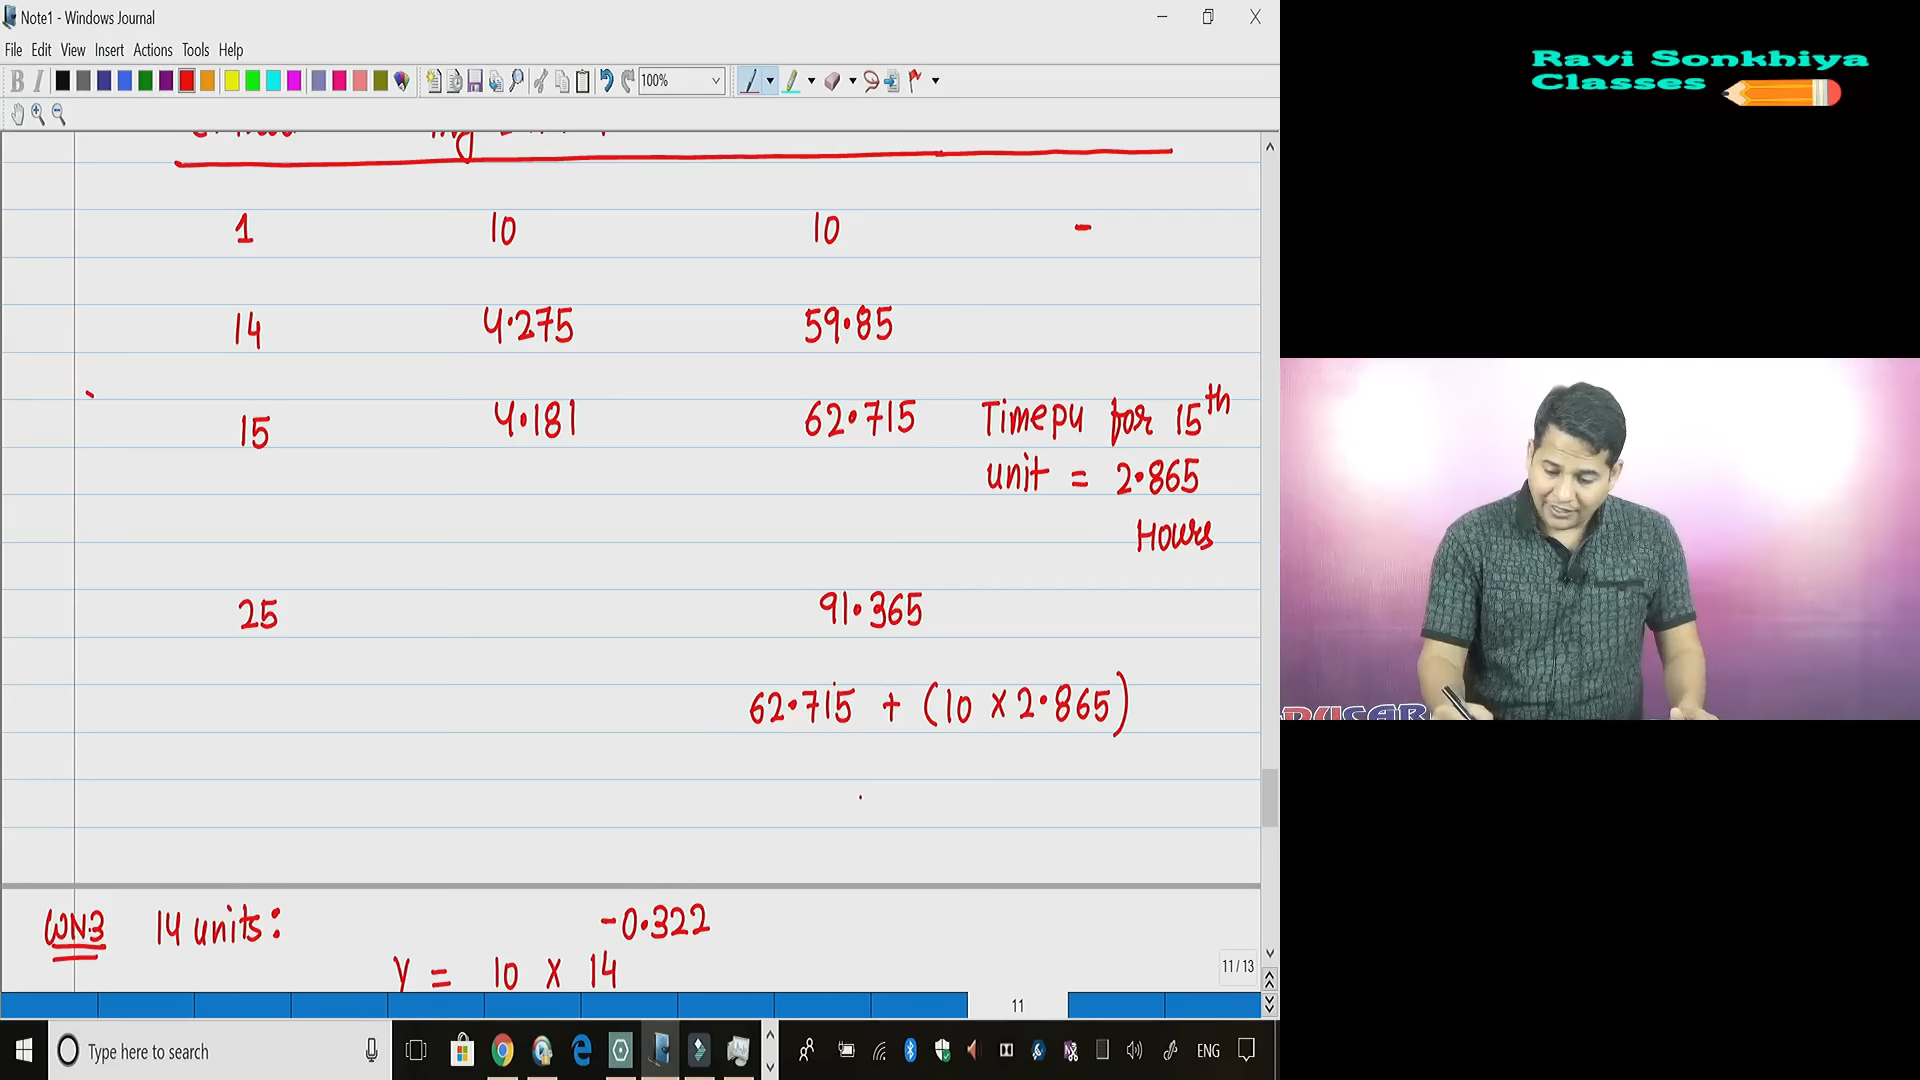 Note1 - Windows Journal
File Edit View Insert Actions Tools Help
B I 100%
Ravi Sonkhiya
Classes
1 10 10 -
14 4.275 59.85
15 4.181 62.715 Timepu for 15th
unit = 2.865
Hours
25 91.365
62.715 + (10 X 2.865)
WN3 14 units: -0.322
Y = 10 X 14
11/13
11
Type here to search
ENG